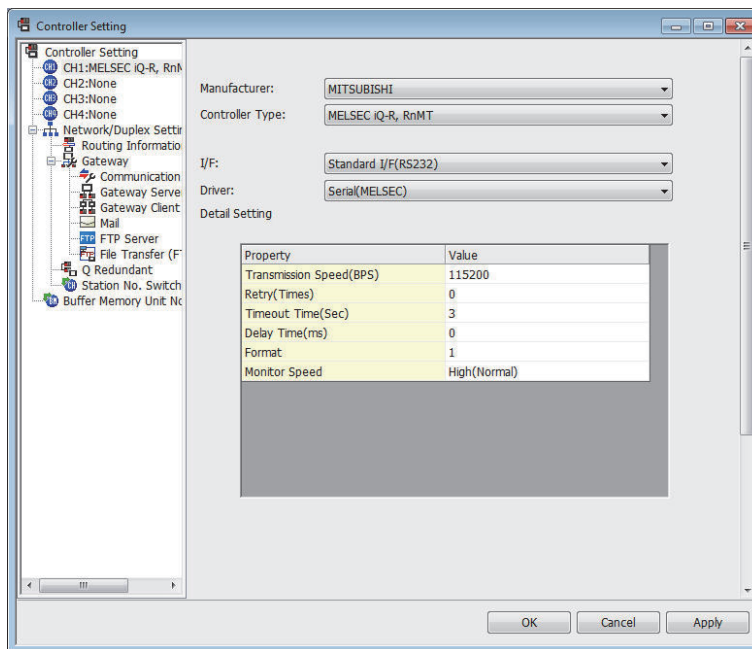 Controller Setting
Controller Setting
CH1:MELSEC iQ-R, RnM
CH2:None
CH3:None
CH4:None
Network/Duplex Settin
Routing Informatio
Gateway
Communication
Gateway Serve
Gateway Client
Mail
FTP Server
File Transfer (F
Q Redundant
Station No. Switch
Buffer Memory Unit No
Manufacturer: MITSUBISHI
Controller Type: MELSEC iQ-R, RnMT
I/F: Standard I/F(RS232)
Driver: Serial(MELSEC)
Detail Setting
Property Value
Transmission Speed(BPS) 115200
Retry(Times) 0
Timeout Time(Sec) 3
Delay Time(ms) 0
Format 1
Monitor Speed High(Normal)
OK Cancel Apply